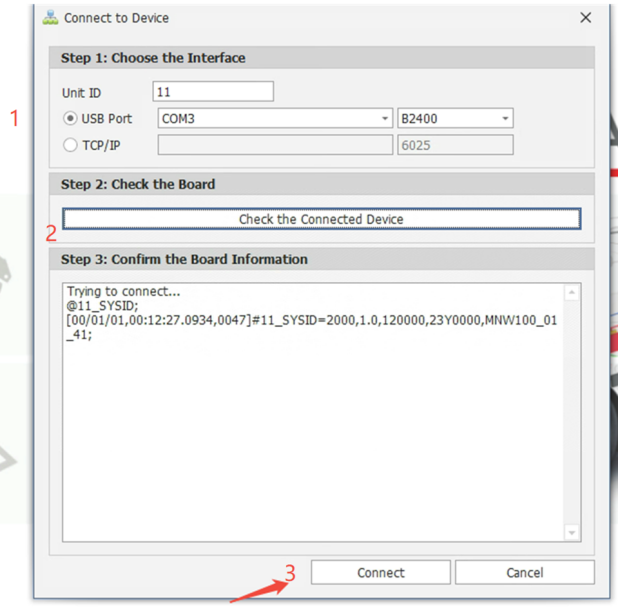 Connect to Device
Step 1: Choose the Interface
Unit ID 11
1
USB Port COM3 B2400
TCP/IP 6025
Step 2: Check the Board
Check the Connected Device
2
Step 3: Confirm the Board Information
Trying to connect...
@11_SYSID;
[00/01/01,00:12:27.0934,0047]#11_SYSID=2000,1.0,120000,23Y0000,MNW100_01
_41;
3
Connect Cancel